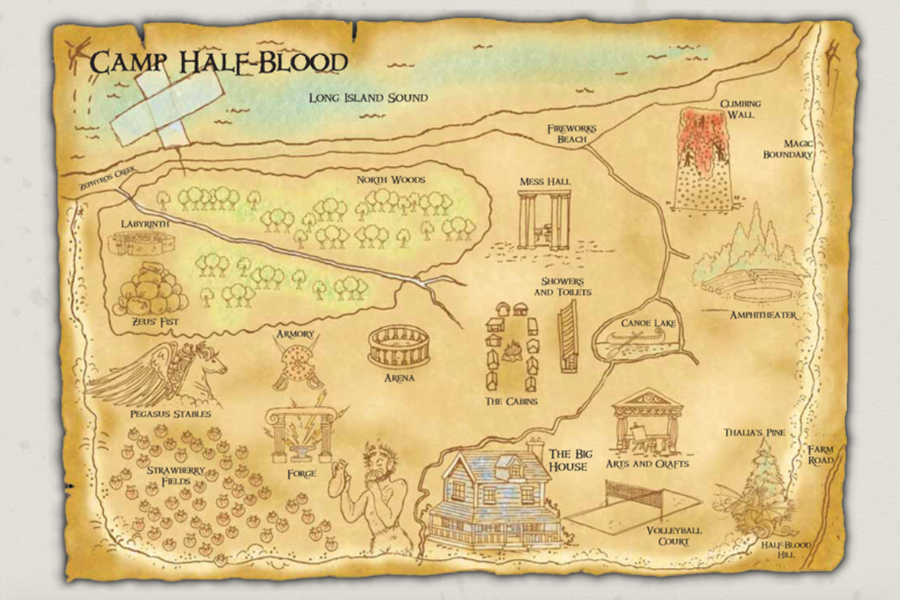 Camp Half-Blood
Long Island Sound
Climbing
Wall
Fireworks
Beach
Magic
Boundary
Zephyros Creek
North Woods
Mess Hall
Labyrinth
Showers
and Toilets
Zeus' Fist
Amphitheater
Canoe Lake
Armory
Arena
The Cabins
Pegasus Stables
Thalia's Pine
Farm
Road
Strawberry
Fields
Forge
The Big
House
Arts and Crafts
Volleyball
Court
Half-Blood
Hill